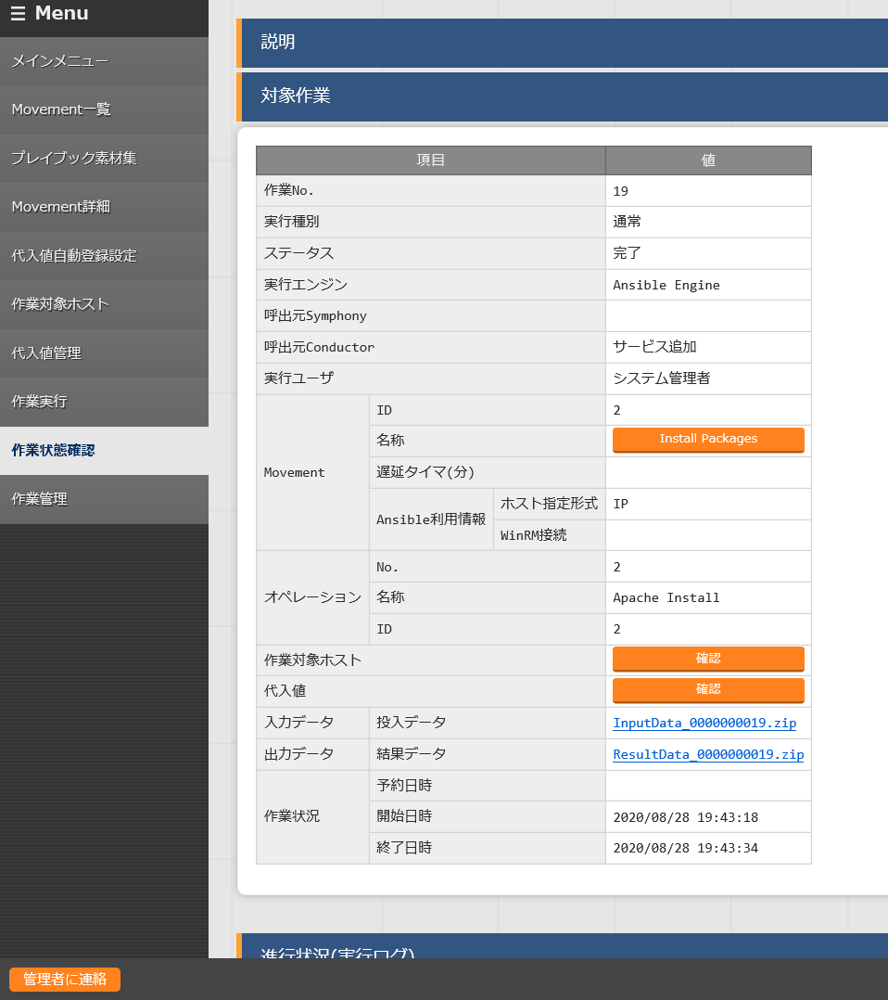 ☰ Menu
メインメニュー
Movement一覧
プレイブック素材集
Movement詳細
代入値自動登録設定
作業対象ホスト
代入値管理
作業実行
作業状態確認
作業管理
説明
対象作業
項目 値
作業No. 19
実行種別 通常
ステータス 完了
実行エンジン Ansible Engine
呼出元Symphony
呼出元Conductor サービス追加
実行ユーザ システム管理者
Movement
ID 2
名称 Install Packages
遅延タイマ(分)
Ansible利用情報
ホスト指定形式 IP
WinRM接続
オペレーション
No. 2
名称 Apache Install
ID 2
作業対象ホスト 確認
代入値 確認
入力データ 投入データ InputData_0000000019.zip
出力データ 結果データ ResultData_0000000019.zip
作業状況
予約日時
開始日時 2020/08/28 19:43:18
終了日時 2020/08/28 19:43:34
進行状況(実行ログ)
管理者に連絡